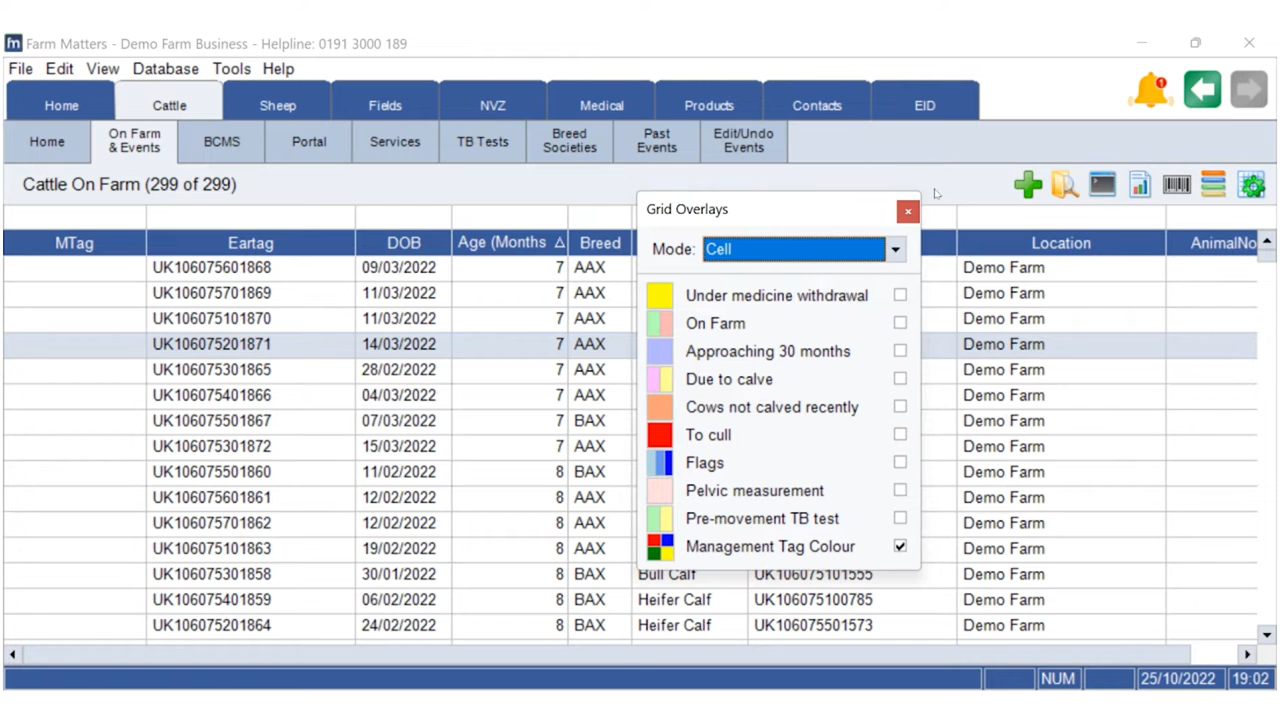 fm Farm Matters - Demo Farm Business - Helpline: 0191 3000 189
File Edit View Database Tools Help
Home Cattle Sheep Fields NVZ Medical Products Contacts EID
Home On Farm & Events BCMS Portal Services TB Tests Breed Societies Past Events Edit/Undo Events
Cattle On Farm (299 of 299)
MTag Eartag DOB Age (Months Breed Location AnimalNo
UK106075601868 09/03/2022 7 AAX Demo Farm
UK106075701869 11/03/2022 7 AAX Demo Farm
UK106075101870 11/03/2022 7 AAX Demo Farm
UK106075201871 14/03/2022 7 AAX Demo Farm
UK106075301865 28/02/2022 7 AAX Demo Farm
UK106075401866 04/03/2022 7 AAX Demo Farm
UK106075501867 07/03/2022 7 BAX Demo Farm
UK106075301872 15/03/2022 7 AAX Demo Farm
UK106075501860 11/02/2022 8 BAX Demo Farm
UK106075601861 12/02/2022 8 AAX Demo Farm
UK106075701862 12/02/2022 8 AAX Demo Farm
UK106075101863 19/02/2022 8 AAX Demo Farm
UK106075301858 30/01/2022 8 BAX Bull Calf UK106075101555 Demo Farm
UK106075401859 06/02/2022 8 BAX Heifer Calf UK106075100785 Demo Farm
UK106075201864 24/02/2022 8 BAX Heifer Calf UK106075501573 Demo Farm
Grid Overlays
Mode: Cell
Under medicine withdrawal
On Farm
Approaching 30 months
Due to calve
Cows not calved recently
To cull
Flags
Pelvic measurement
Pre-movement TB test
Management Tag Colour
NUM 25/10/2022 19:02